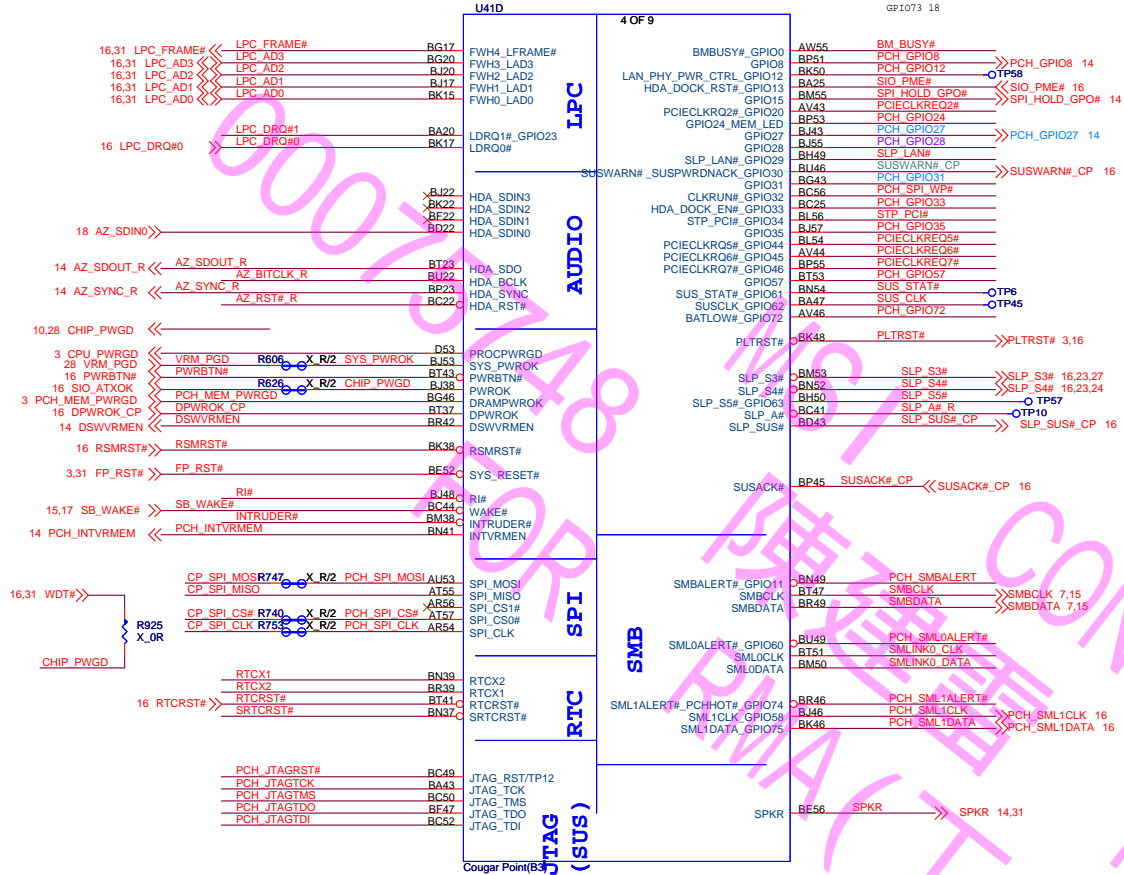 U41D
4 OF 9
GPIO73 18
16,31 LPC_FRAME# LPC_FRAME# BG17 FWH4_LFRAME#
16,31 LPC_AD3 LPC_AD3 BG20 FWH3_LAD3
16,31 LPC_AD2 LPC_AD2 BJ20 FWH2_LAD2
16,31 LPC_AD1 LPC_AD1 BJ17 FWH1_LAD1
16,31 LPC_AD0 LPC_AD0 BK15 FWH0_LAD0
LPC
LPC_DRQ#1 BA20 LDRQ1#_GPIO23
16 LPC_DRQ#0 LPC_DRQ#0 BK17 LDRQ0#
BJ22 HDA_SDIN3
BK22 HDA_SDIN2
BF22 HDA_SDIN1
18 AZ_SDIN0 BD22 HDA_SDIN0
AUDIO
14 AZ_SDOUT_R AZ_SDOUT_R BT23 HDA_SDO
AZ_BITCLK_R BU22 HDA_BCLK
14 AZ_SYNC_R AZ_SYNC_R BP23 HDA_SYNC
AZ_RST#_R BC22 HDA_RST#
10,28 CHIP_PWGD
3 CPU_PWRGD D53 PROCPWRGD
28 VRM_PGD VRM_PGD R606 X_R/2 SYS_PWROK BJ53 SYS_PWROK
16 PWRBTN# PWRBTN# BT43 PWRBTN#
16 SIO_ATXOK R626 X_R/2 CHIP_PWGD BJ38 PWROK
3 PCH_MEM_PWRGD PCH_MEM_PWRGD BG46 DRAMPWROK
16 DPWROK_CP DPWROK_CP BT37 DPWROK
14 DSWVRMEN DSWVRMEN BR42 DSWVRMEN
16 RSMRST# RSMRST# BK38 RSMRST#
3,31 FP_RST# FP_RST# BE52 SYS_RESET#
RI# BJ48 RI#
15,17 SB_WAKE# SB_WAKE# BC44 WAKE#
INTRUDER# BM38 INTRUDER#
14 PCH_INTVRMEM PCH_INTVRMEM BN41 INTVRMEN
CP_SPI_MOSI R747 X_R/2 PCH_SPI_MOSI AU53 SPI_MOSI
CP_SPI_MISO AT55 SPI_MISO
AR56 SPI_CS1#
CP_SPI_CS# R740 X_R/2 PCH_SPI_CS# AT57 SPI_CS0#
CP_SPI_CLK R753 X_R/2 PCH_SPI_CLK AR54 SPI_CLK
SPI
16,31 WDT#
R925
X_0R
CHIP_PWGD
RTCX1 BN39 RTCX2
RTCX2 BR39 RTCX1
16 RTCRST# RTCRST# BT41 RTCRST#
SRTCRST# BN37 SRTCRST#
RTC
PCH_JTAGRST# BC49 JTAG_RST/TP12
PCH_JTAGTCK BA43 JTAG_TCK
PCH_JTAGTMS BC50 JTAG_TMS
PCH_JTAGTDO BF47 JTAG_TDO
PCH_JTAGTDI BC52 JTAG_TDI
JTAG
(SUS)
Cougar Point(B3)
BMBUSY#_GPIO0 AW55 BM_BUSY#
GPIO8 BP51 PCH_GPIO8 PCH_GPIO8 14
LAN_PHY_PWR_CTRL_GPIO12 BK50 PCH_GPIO12 TP58
HDA_DOCK_RST#_GPIO13 BA25 SIO_PME# SIO_PME# 16
GPIO15 BM55 SPI_HOLD_GPO# SPI_HOLD_GPO# 14
PCIECLKRQ2#_GPIO20 AV43 PCIECLKREQ2#
GPIO24_MEM_LED BP53 PCH_GPIO24
GPIO27 BJ43 PCH_GPIO27 PCH_GPIO27 14
GPIO28 BJ55 PCH_GPIO28
SLP_LAN#_GPIO29 BH49 SLP_LAN#
SUSWARN#_SUSPWRDNACK_GPIO30 BU46 SUSWARN#_CP SUSWARN#_CP 16
GPIO31 BG43 PCH_GPIO31
CLKRUN#_GPIO32 BC56 PCH_SPI_WP#
HDA_DOCK_EN#_GPIO33 BC25 PCH_GPIO33
STP_PCI#_GPIO34 BL56 STP_PCI#
GPIO35 BJ57 PCH_GPIO35
PCIECLKRQ5#_GPIO44 BL54 PCIECLKREQ5#
PCIECLKRQ6#_GPIO45 AV44 PCIECLKREQ6#
PCIECLKRQ7#_GPIO46 BP55 PCIECLKREQ7#
GPIO57 BT53 PCH_GPIO57
SUS_STAT#_GPIO61 BN54 SUS_STAT# TP6
SUSCLK_GPIO62 BA47 SUS_CLK TP45
BATLOW#_GPIO72 AV46 PCH_GPIO72
PLTRST# BK48 PLTRST# PLTRST# 3,16
SLP_S3# BM53 SLP_S3# SLP_S3# 16,23,27
SLP_S4# BN52 SLP_S4# SLP_S4# 16,23,24
SLP_S5#_GPIO63 BH50 SLP_S5# TP57
SLP_A# BC41 SLP_A#_R TP10
SLP_SUS# BD43 SLP_SUS#_CP SLP_SUS#_CP 16
SUSACK# BP45 SUSACK#_CP SUSACK#_CP 16
SMBALERT#_GPIO11 BN49 PCH_SMBALERT
SMBCLK BT47 SMBCLK SMBCLK 7,15
SMBDATA BR49 SMBDATA SMBDATA 7,15
SMB
SML0ALERT#_GPIO60 BU49 PCH_SML0ALERT#
SML0CLK BT51 SMLINK0_CLK
SML0DATA BM50 SMLINK0_DATA
SML1ALERT#_PCHHOT#_GPIO74 BR46 PCH_SML1ALERT#
SML1CLK_GPIO58 BJ46 PCH_SML1CLK PCH_SML1CLK 16
SML1DATA_GPIO75 BK46 PCH_SML1DATA PCH_SML1DATA 16
SPKR BE56 SPKR SPKR 14,31
00075748
FOR
MSI
陳建雷
CON
RMA(T